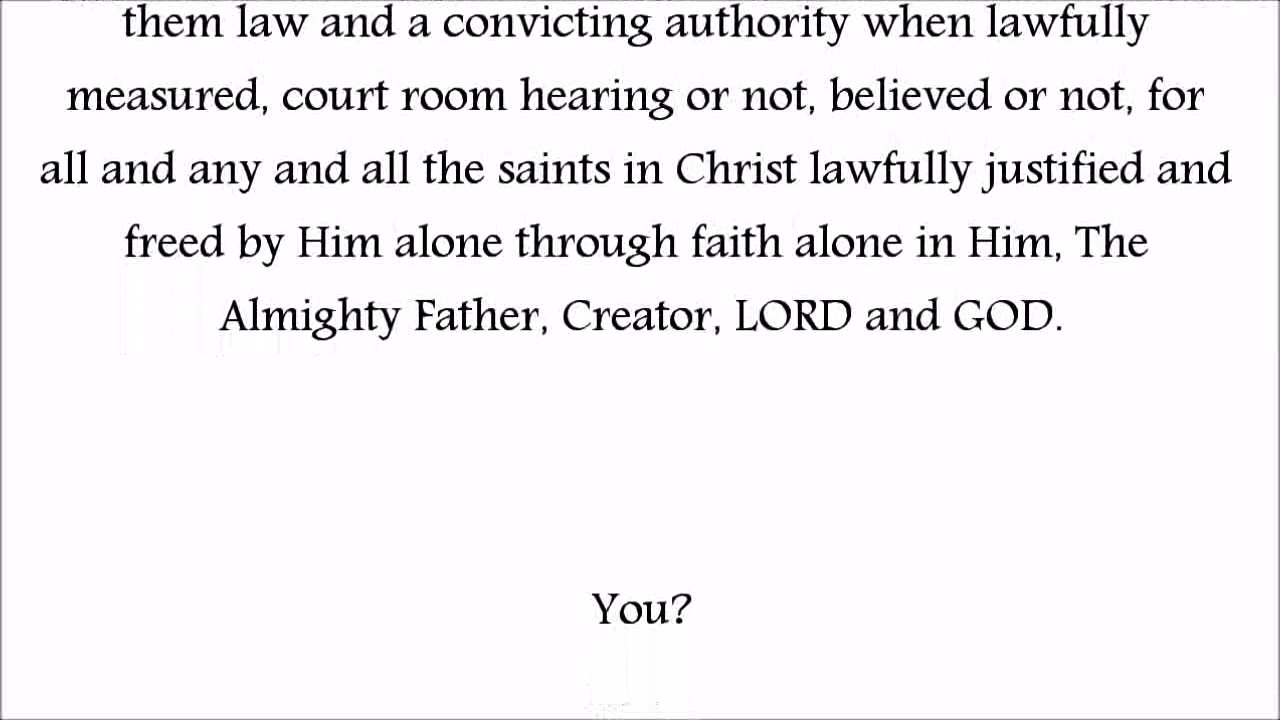 them law and a convicting authority when lawfully
measured, court room hearing or not, believed or not, for
all and any and all the saints in Christ lawfully justified and
freed by Him alone through faith alone in Him, The
Almighty Father, Creator, LORD and GOD.
You?